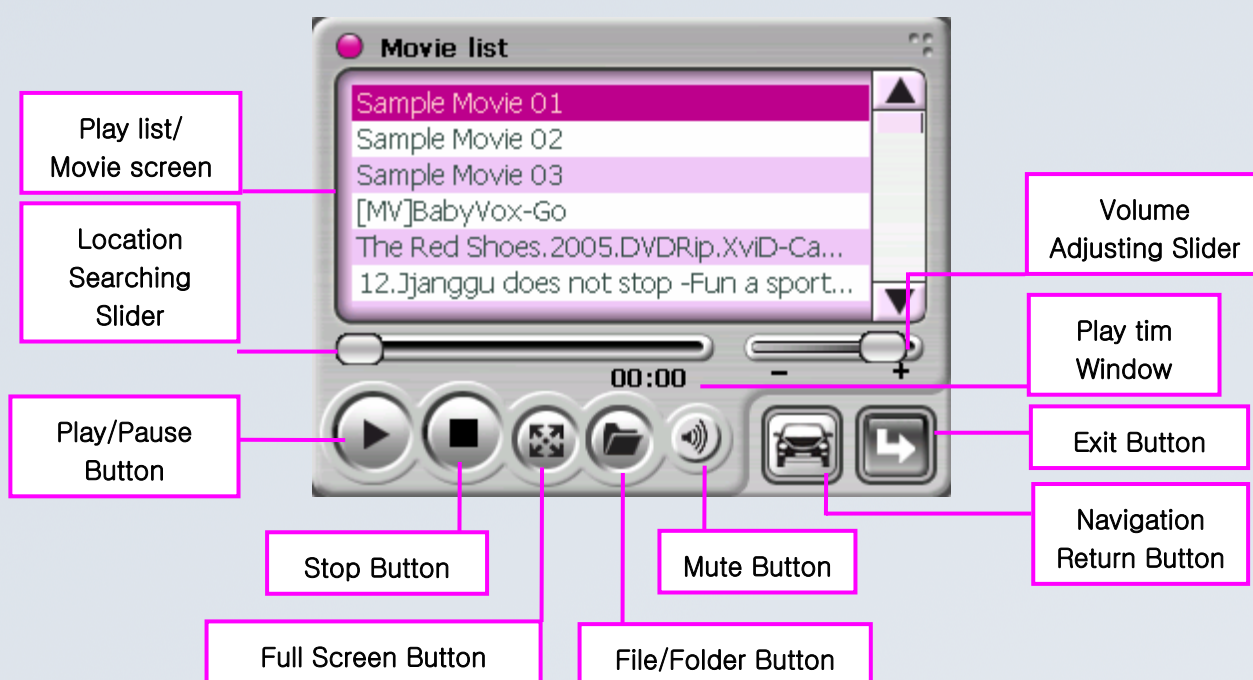 Movie list
Sample Movie 01
Sample Movie 02
Sample Movie 03
[MV]BabyVox-Go
The Red Shoes.2005.DVDRip.XviD-Ca...
12.Jjanggu does not stop -Fun a sport...
00:00
−
+
Play list/
Movie screen
Location
Searching
Slider
Play/Pause
Button
Stop Button
Full Screen Button
File/Folder Button
Mute Button
Volume
Adjusting Slider
Play tim
Window
Exit Button
Navigation
Return Button